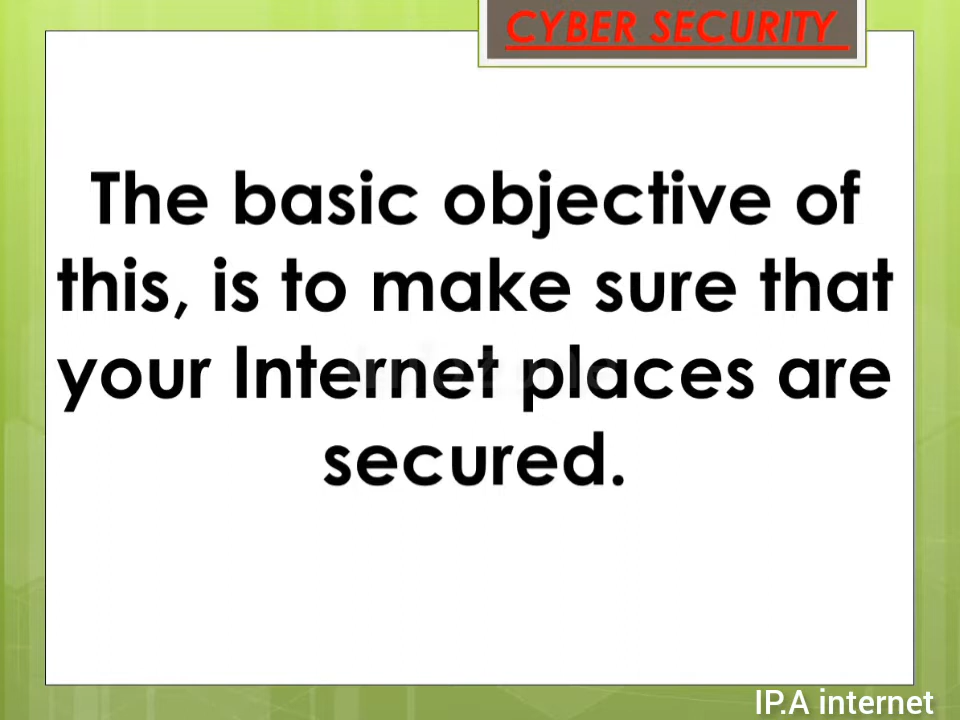 CYBER SECURITY
The basic objective of
this, is to make sure that
your Internet places are
secured.
IP.A internet